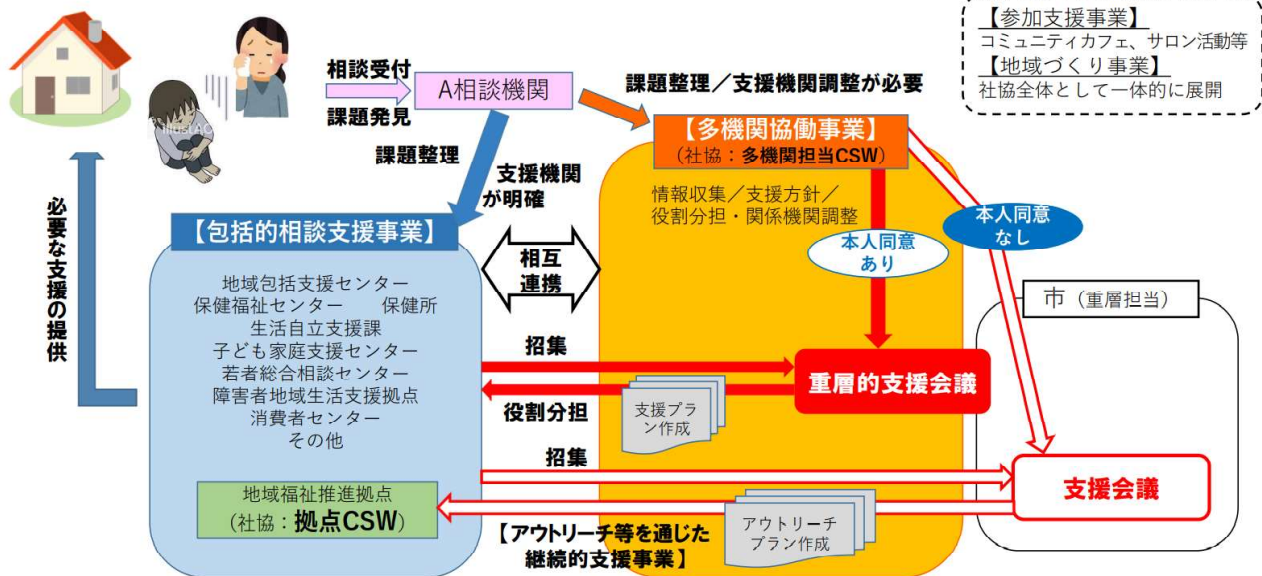 【参加支援事業】
コミュニティカフェ、サロン活動等
【地域づくり事業】
社協全体として一体的に展開
相談受付
課題発見
A相談機関
課題整理／支援機関調整が必要
課題整理
支援機関
が明確
【多機関協働事業】
（社協：多機関担当CSW）
情報収集／支援方針／
役割分担・関係機関調整
本人同意
あり
本人同意
なし
必要な支援の提供
【包括的相談支援事業】
地域包括支援センター
保健福祉センター　保健所
生活自立支援課
子ども家庭支援センター
若者総合相談センター
障害者地域生活支援拠点
消費者センター
その他
相互
連携
市（重層担当）
招集
重層的支援会議
役割分担
支援プラ
ン作成
招集
支援会議
地域福祉推進拠点
（社協：拠点CSW）
アウトリーチ
プラン作成
【アウトリーチ等を通じた
継続的支援事業】